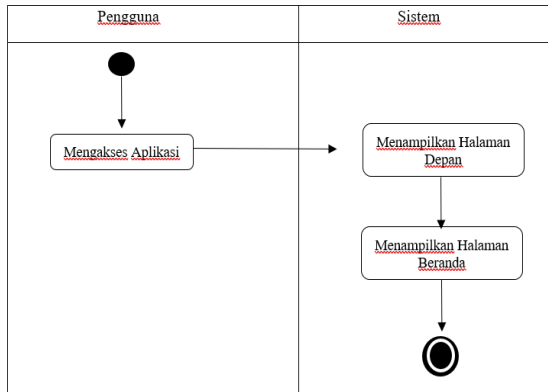 Pengguna
Sistem
Mengakses Aplikasi
Menampilkan Halaman
Depan
Menampilkan Halaman
Beranda